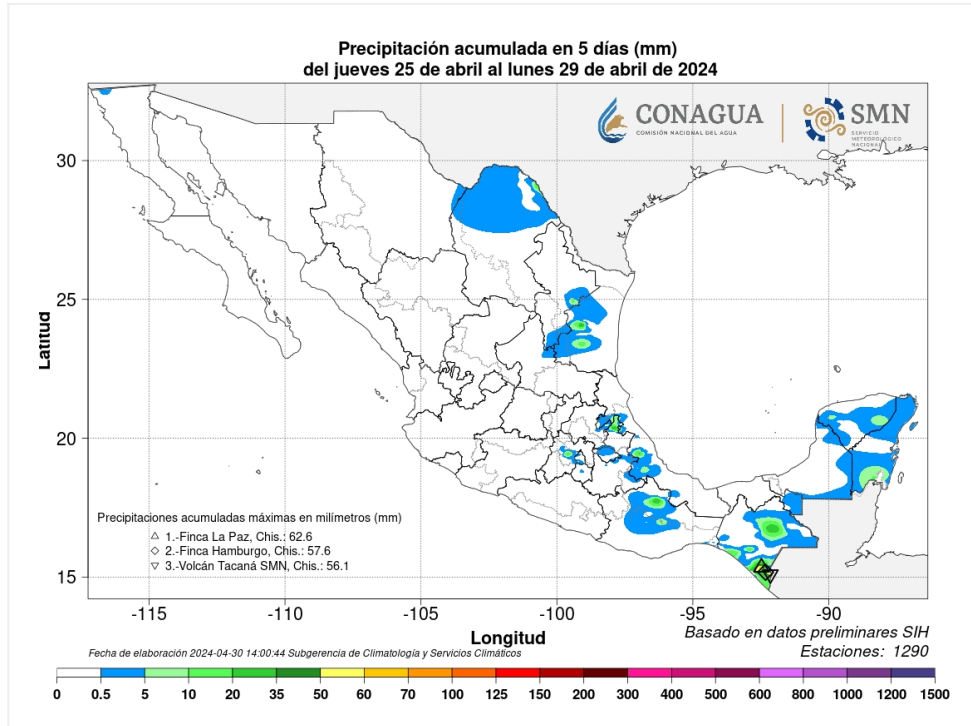 Precipitación acumulada en 5 días (mm)
del jueves 25 de abril al lunes 29 de abril de 2024
CONAGUA
COMISIÓN NACIONAL DEL AGUA
SMN
SERVICIO
METEOROLÓGICO
NACIONAL
30
25
20
15
Latitud
Precipitaciones acumuladas máximas en milímetros (mm)
1.-Finca La Paz, Chis.: 62.6
2.-Finca Hamburgo, Chis.: 57.6
3.-Volcán Tacaná SMN, Chis.: 56.1
-115 -110 -105 -100 -95 -90
Longitud
Basado en datos preliminares SIH
Estaciones: 1290
Fecha de elaboración 2024-04-30 14:00:44 Subgerencia de Climatología y Servicios Climáticos
0 0.5 5 10 20 35 50 60 70 100 125 150 200 300 400 500 600 800 1000 1200 1500